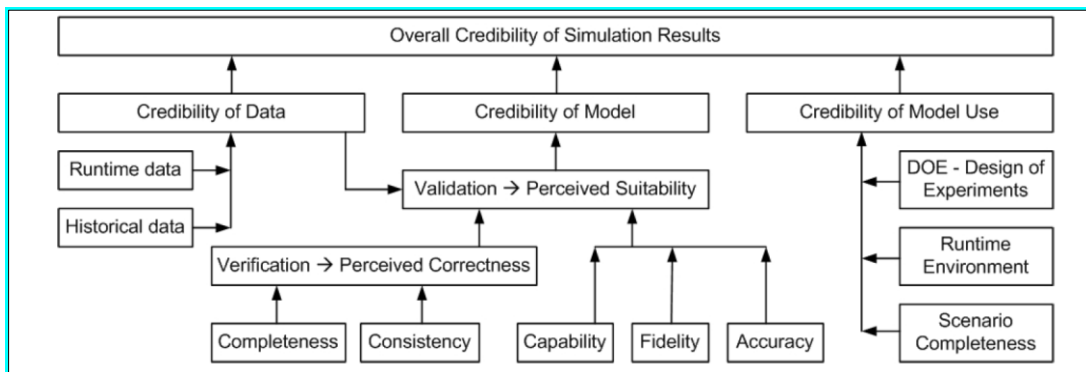 Overall Credibility of Simulation Results
Credibility of Data
Credibility of Model
Credibility of Model Use
Runtime data
Historical data
Validation → Perceived Suitability
DOE - Design of
Experiments
Verification → Perceived Correctness
Runtime
Environment
Completeness
Consistency
Capability
Fidelity
Accuracy
Scenario
Completeness